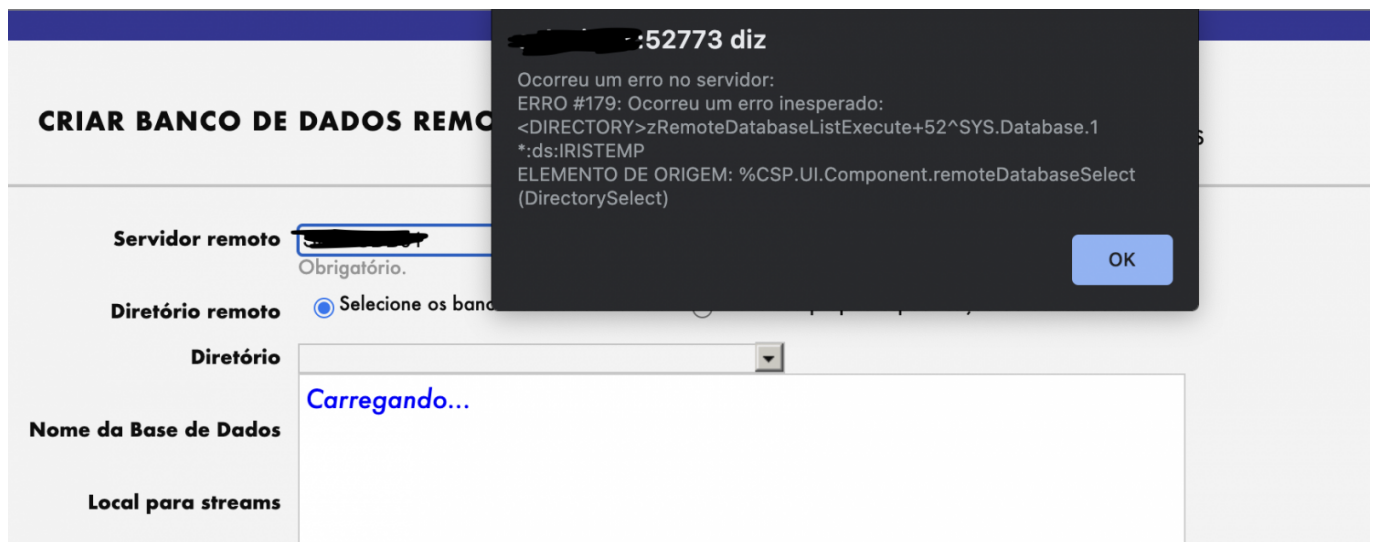 :52773 diz
Ocorreu um erro no servidor:
ERRO #179: Ocorreu um erro inesperado:
<DIRECTORY>zRemoteDatabaseListExecute+52^SYS.Database.1
*:ds:IRISTEMP
ELEMENTO DE ORIGEM: %CSP.UI.Component.remoteDatabaseSelect
(DirectorySelect)
OK
CRIAR BANCO DE DADOS REMO
Servidor remoto
Obrigatório.
Diretório remoto
Selecione os banc
Diretório
Carregando...
Nome da Base de Dados
Local para streams